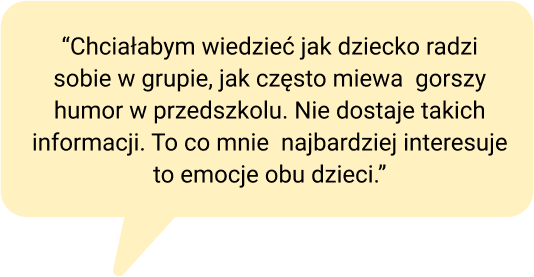 “Chciałabym wiedzieć jak dziecko radzi
sobie w grupie, jak często miewa  gorszy
humor w przedszkolu. Nie dostaje takich
informacji. To co mnie  najbardziej interesuje
to emocje obu dzieci.”